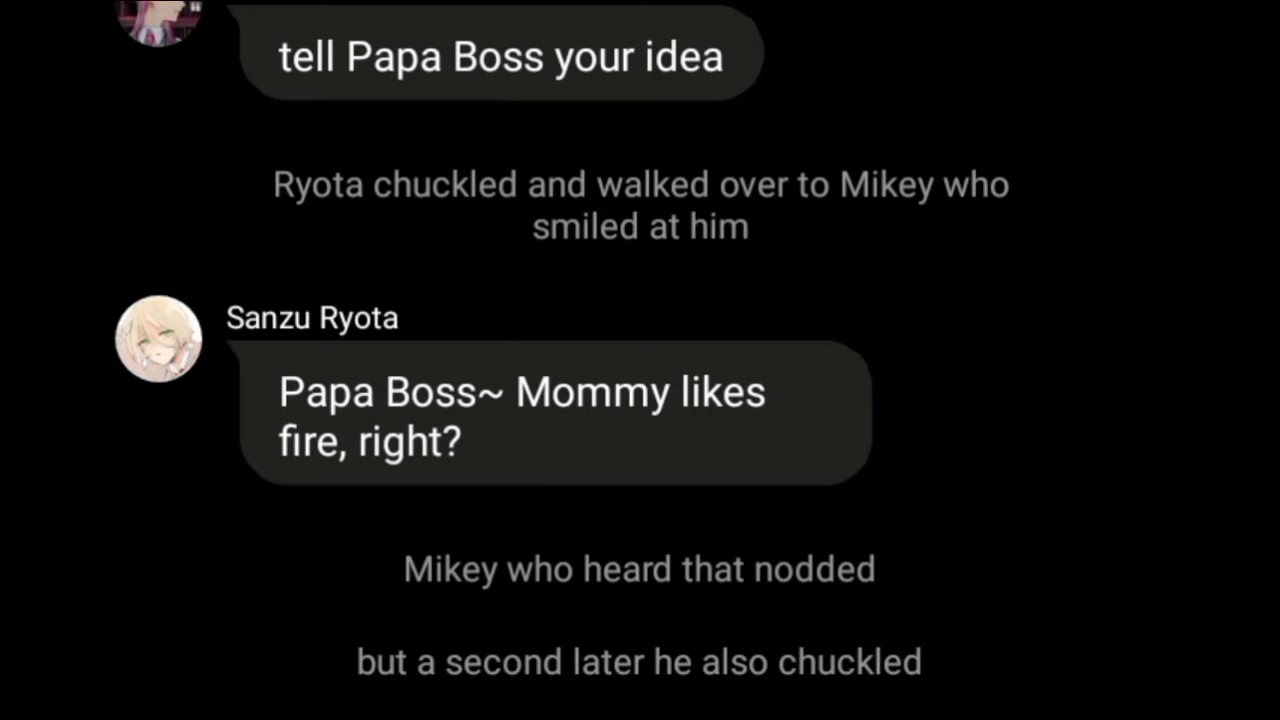 tell Papa Boss your idea
Ryota chuckled and walked over to Mikey who
smiled at him
Sanzu Ryota
Papa Boss~ Mommy likes
fire, right?
Mikey who heard that nodded
but a second later he also chuckled